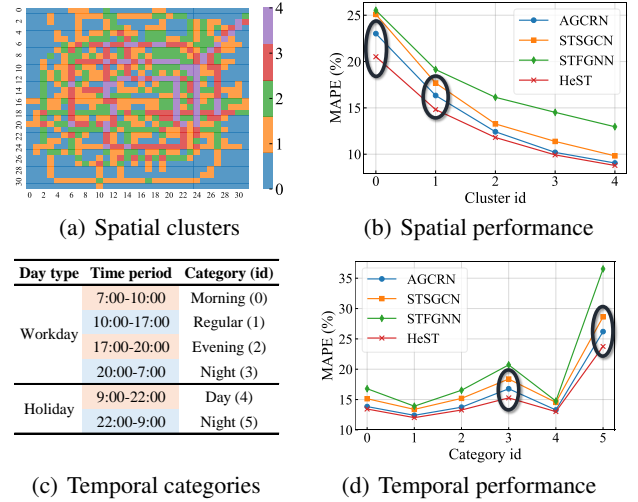 0 2 4 6 8 10 12 14 16 18 20 22 24 26 28 30
0 2 4 6 8 10 12 14 16 18 20 22 24 26 28 30
4
3
2
1
0
(a) Spatial clusters
MAPE (%)
25
20
15
10
AGCRN
STSGCN
STFGNN
HeST
0 1 2 3 4
Cluster id
(b) Spatial performance
Day type Time period Category (id)
Workday
7:00-10:00 Morning (0)
10:00-17:00 Regular (1)
17:00-20:00 Evening (2)
20:00-7:00 Night (3)
Holiday
9:00-22:00 Day (4)
22:00-9:00 Night (5)
(c) Temporal categories
MAPE (%)
35
30
25
20
15
10
AGCRN
STSGCN
STFGNN
HeST
0 1 2 3 4 5
Category id
(d) Temporal performance